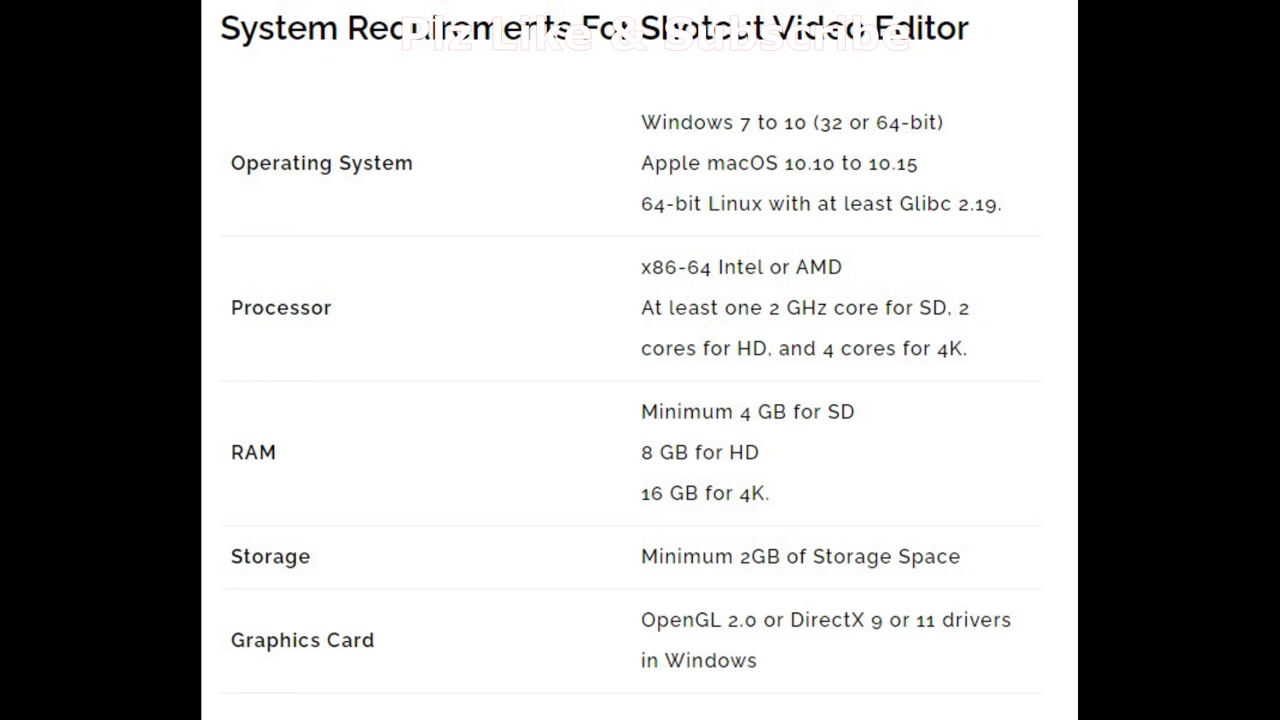 System Requirements For Shotcut Video Editor
Plz Like & Subscribe
Operating System
Windows 7 to 10 (32 or 64-bit)
Apple macOS 10.10 to 10.15
64-bit Linux with at least Glibc 2.19.
Processor
x86-64 Intel or AMD
At least one 2 GHz core for SD, 2
cores for HD, and 4 cores for 4K.
RAM
Minimum 4 GB for SD
8 GB for HD
16 GB for 4K.
Storage
Minimum 2GB of Storage Space
Graphics Card
OpenGL 2.0 or DirectX 9 or 11 drivers
in Windows